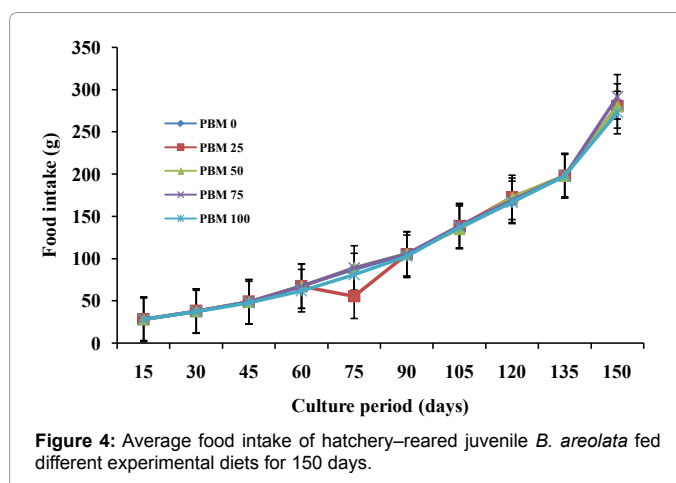 350
300
250
200
150
100
50
0
Food intake (g)
PBM 0
PBM 25
PBM 50
PBM 75
PBM 100
15 30 45 60 75 90 105 120 135 150
Culture period (days)
Figure 4: Average food intake of hatchery–reared juvenile B. areolata fed
different experimental diets for 150 days.